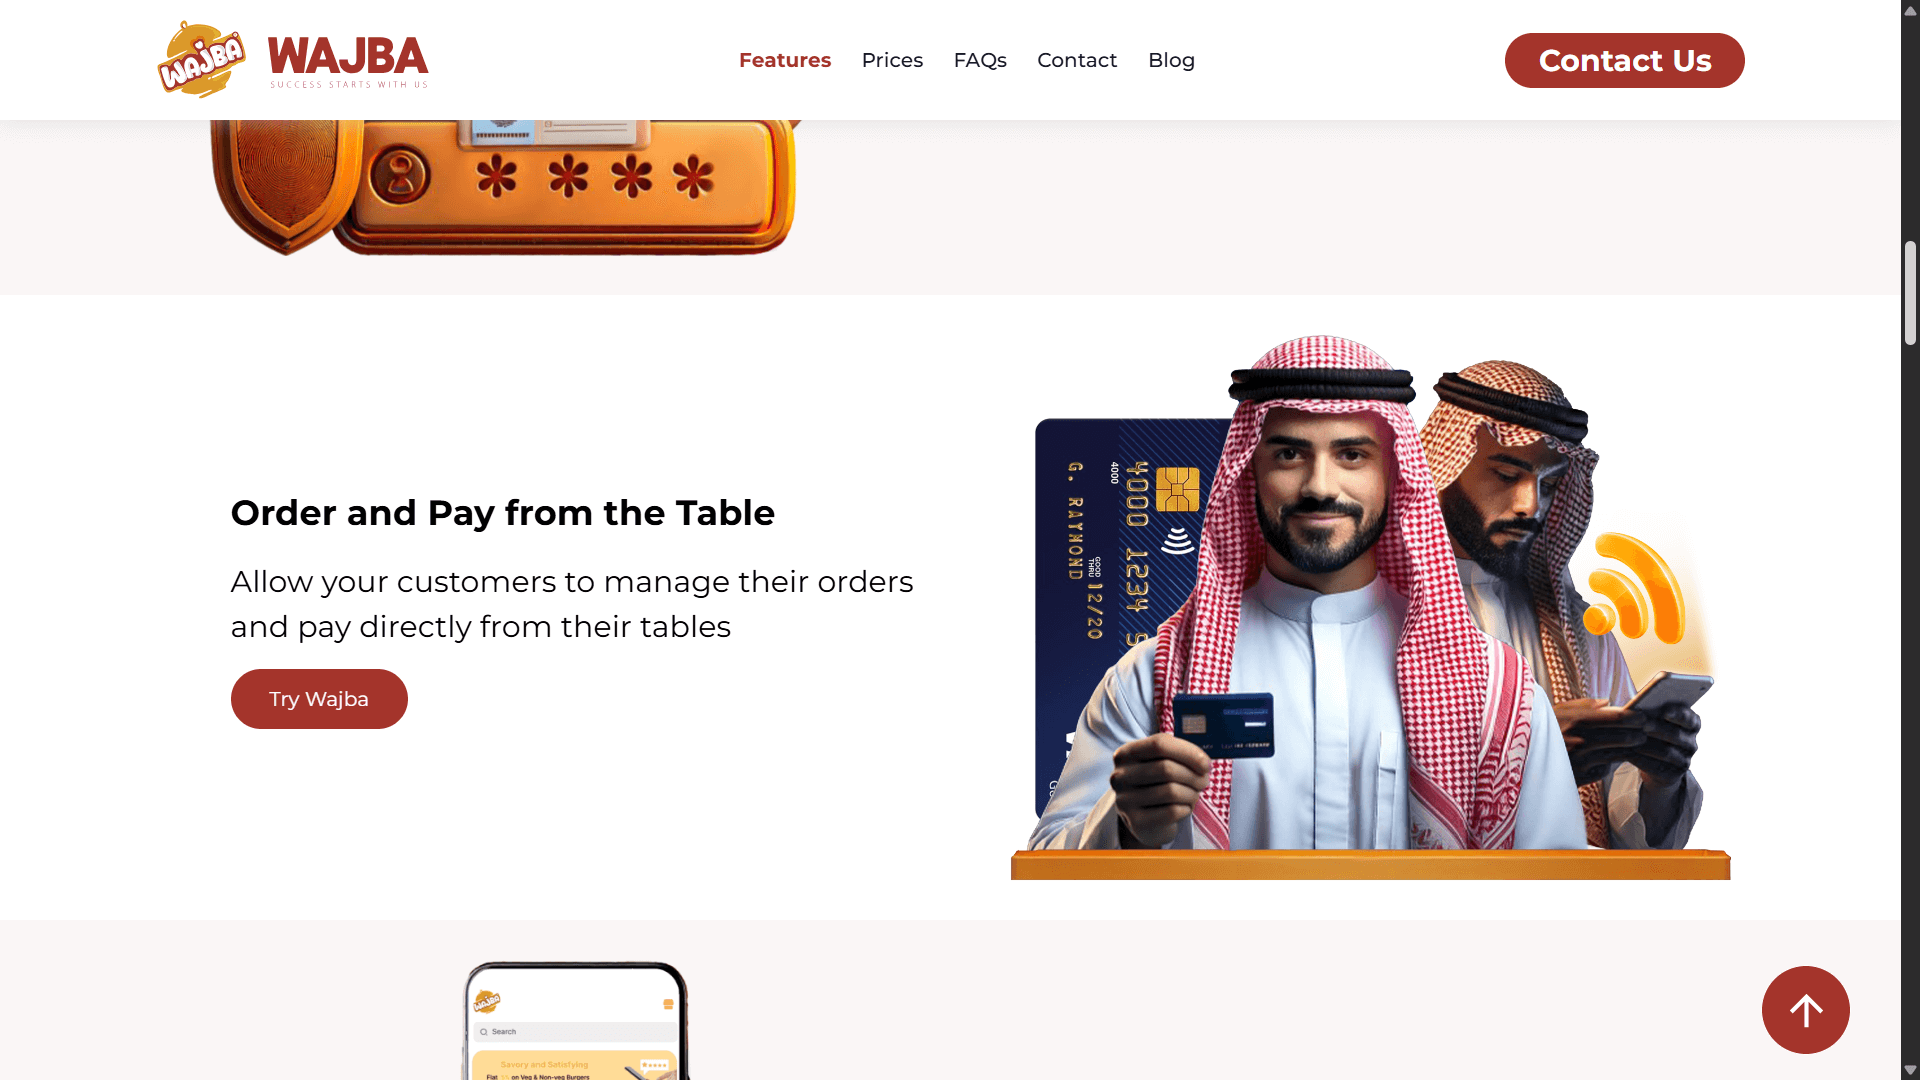 WAJBA
WAJBA
SUCCESS STARTS WITH US
Features
Prices
FAQs
Contact
Blog
Contact Us
****
Order and Pay from the Table
Allow your customers to manage their orders
and pay directly from their tables
Try Wajba
4000 1234 9
4000
GOOD
THRU
12/20
G. RAYMOND
WAJBA
Search
Savory and Satisfying
Flat
on Veg & Non-veg Burgers